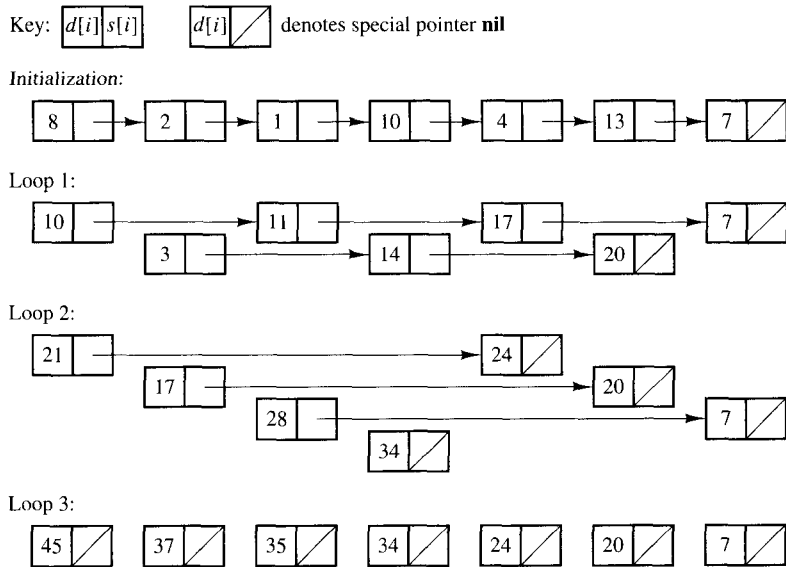 Key: d[i] s[i] d[i] denotes special pointer nil
Initialization:
8 2 1 10 4 13 7
Loop 1:
10 11 17 7
3 14 20
Loop 2:
21 24
17 20
28 7
34
Loop 3:
45 37 35 34 24 20 7